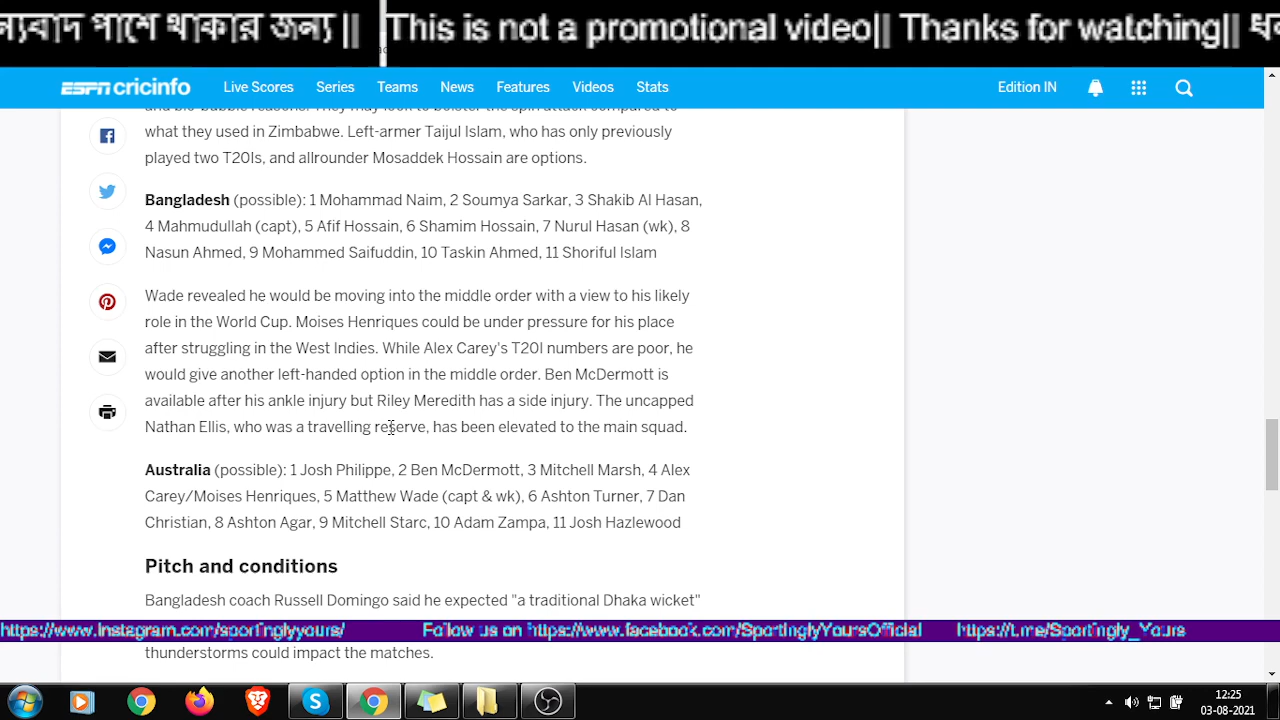 ন্যবাদ পাশে থাকার জন্য || This is not a promotional video|| Thanks for watching||
ESPN cricinfo Live Scores Series Teams News Features Videos Stats Edition IN
what they used in Zimbabwe. Left-armer Taijul Islam, who has only previously
played two T20Is, and allrounder Mosaddek Hossain are options.
Bangladesh (possible): 1 Mohammad Naim, 2 Soumya Sarkar, 3 Shakib Al Hasan,
4 Mahmudullah (capt), 5 Afif Hossain, 6 Shamim Hossain, 7 Nurul Hasan (wk), 8
Nasun Ahmed, 9 Mohammed Saifuddin, 10 Taskin Ahmed, 11 Shoriful Islam
Wade revealed he would be moving into the middle order with a view to his likely
role in the World Cup. Moises Henriques could be under pressure for his place
after struggling in the West Indies. While Alex Carey's T20I numbers are poor, he
would give another left-handed option in the middle order. Ben McDermott is
available after his ankle injury but Riley Meredith has a side injury. The uncapped
Nathan Ellis, who was a travelling reserve, has been elevated to the main squad.
Australia (possible): 1 Josh Philippe, 2 Ben McDermott, 3 Mitchell Marsh, 4 Alex
Carey/Moises Henriques, 5 Matthew Wade (capt & wk), 6 Ashton Turner, 7 Dan
Christian, 8 Ashton Agar, 9 Mitchell Starc, 10 Adam Zampa, 11 Josh Hazlewood
Pitch and conditions
Bangladesh coach Russell Domingo said he expected "a traditional Dhaka wicket"
https://www.instagram.com/sportinglyyours/ Follow us on https://www.facebook.com/SportinglyYoursOfficial https://t.me/Sportingly_Yours
thunderstorms could impact the matches.
12:25
03-08-2021